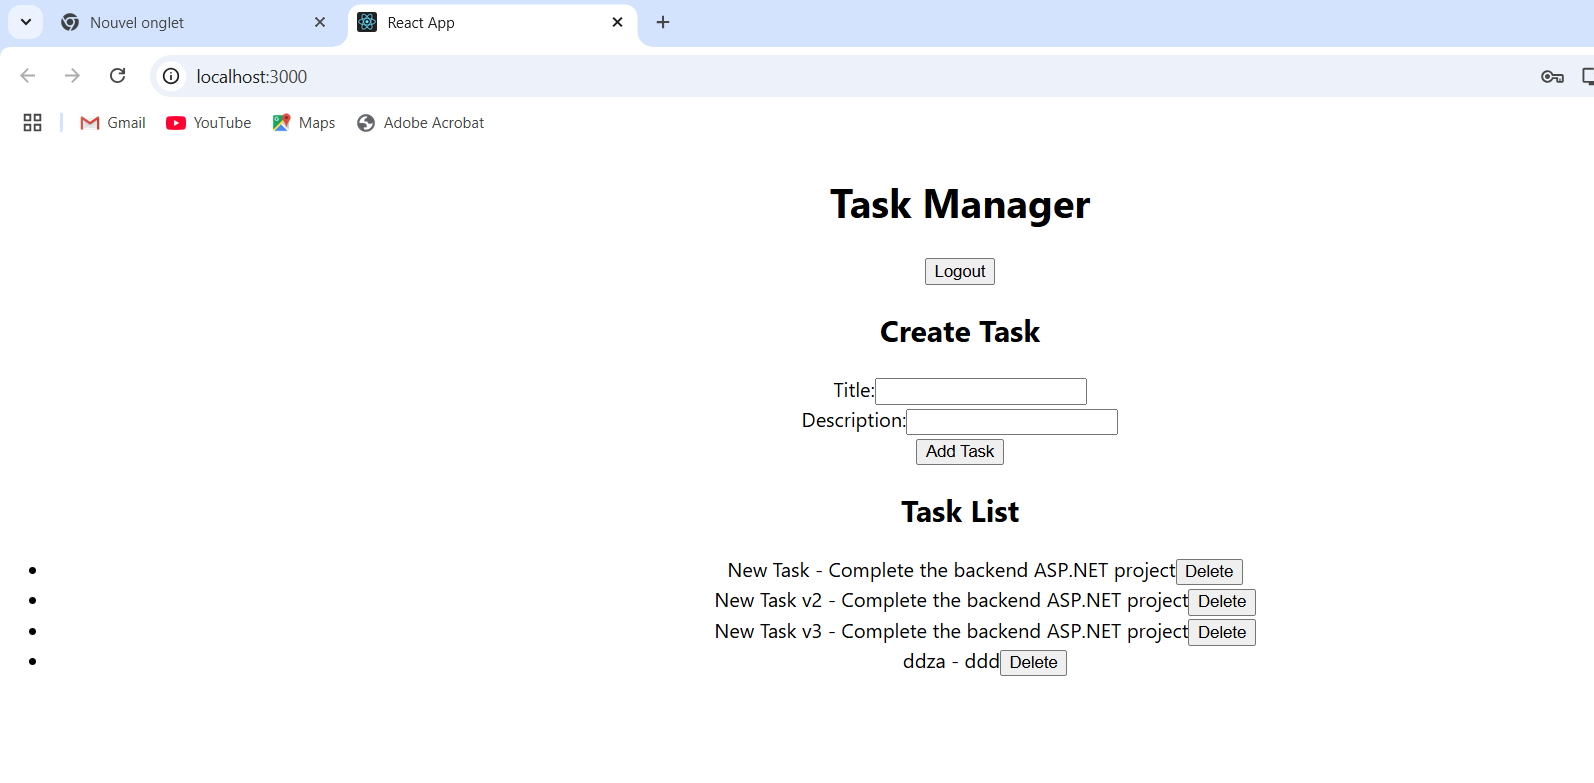 Nouvel onglet
React App
localhost:3000
Gmail
YouTube
Maps
Adobe Acrobat
Task Manager
Logout
Create Task
Title:
Description:
Add Task
Task List
New Task - Complete the backend ASP.NET project Delete
New Task v2 - Complete the backend ASP.NET project Delete
New Task v3 - Complete the backend ASP.NET project Delete
ddza - ddd Delete